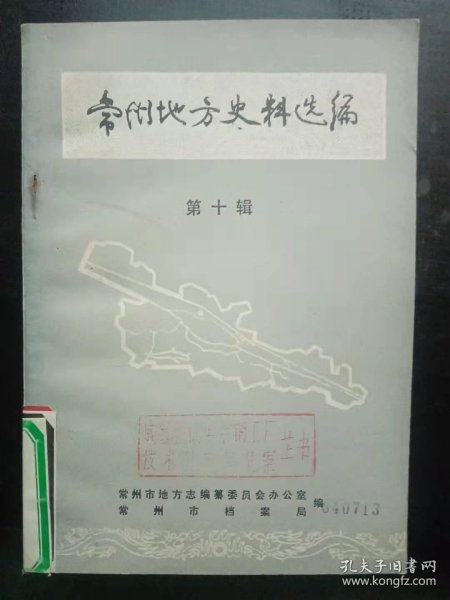 常州地方史料选编
第十辑
常州市地方志编纂委员会办公室
常州市档案局
编
040713
孔夫子旧书网
www.kongfz.com